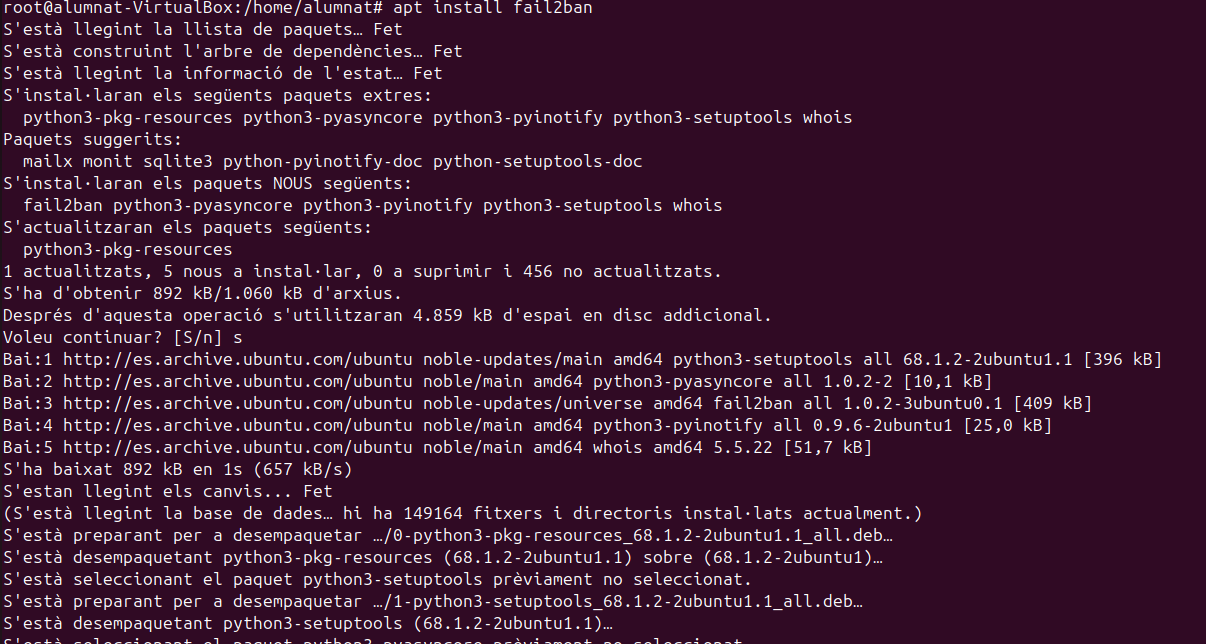 root@alumnat-VirtualBox:/home/alumnat# apt install fail2ban
S'està llegint la llista de paquets… Fet
S'està construint l'arbre de dependències… Fet
S'està llegint la informació de l'estat… Fet
S'instal·laran els següents paquets extres:
  python3-pkg-resources python3-pyasyncore python3-pyinotify python3-setuptools whois
Paquets suggerits:
  mailx monit sqlite3 python-pyinotify-doc python-setuptools-doc
S'instal·laran els paquets NOUS següents:
  fail2ban python3-pyasyncore python3-pyinotify python3-setuptools whois
S'actualitzaran els paquets següents:
  python3-pkg-resources
1 actualitzats, 5 nous a instal·lar, 0 a suprimir i 456 no actualitzats.
S'ha d'obtenir 892 kB/1.060 kB d'arxius.
Després d'aquesta operació s'utilitzaran 4.859 kB d'espai en disc addicional.
Voleu continuar? [S/n] s
Bai:1 http://es.archive.ubuntu.com/ubuntu noble-updates/main amd64 python3-setuptools all 68.1.2-2ubuntu1.1 [396 kB]
Bai:2 http://es.archive.ubuntu.com/ubuntu noble/main amd64 python3-pyasyncore all 1.0.2-2 [10,1 kB]
Bai:3 http://es.archive.ubuntu.com/ubuntu noble-updates/universe amd64 fail2ban all 1.0.2-3ubuntu0.1 [409 kB]
Bai:4 http://es.archive.ubuntu.com/ubuntu noble/main amd64 python3-pyinotify all 0.9.6-2ubuntu1 [25,0 kB]
Bai:5 http://es.archive.ubuntu.com/ubuntu noble/main amd64 whois amd64 5.5.22 [51,7 kB]
S'ha baixat 892 kB en 1s (657 kB/s)
S'estan llegint els canvis... Fet
(S'està llegint la base de dades… hi ha 149164 fitxers i directoris instal·lats actualment.)
S'està preparant per a desempaquetar …/0-python3-pkg-resources_68.1.2-2ubuntu1.1_all.deb…
S'està desempaquetant python3-pkg-resources (68.1.2-2ubuntu1.1) sobre (68.1.2-2ubuntu1)…
S'està seleccionant el paquet python3-setuptools prèviament no seleccionat.
S'està preparant per a desempaquetar …/1-python3-setuptools_68.1.2-2ubuntu1.1_all.deb…
S'està desempaquetant python3-setuptools (68.1.2-2ubuntu1.1)…
S'està seleccionant el paquet python3-pyasyncore prèviament no seleccionat.